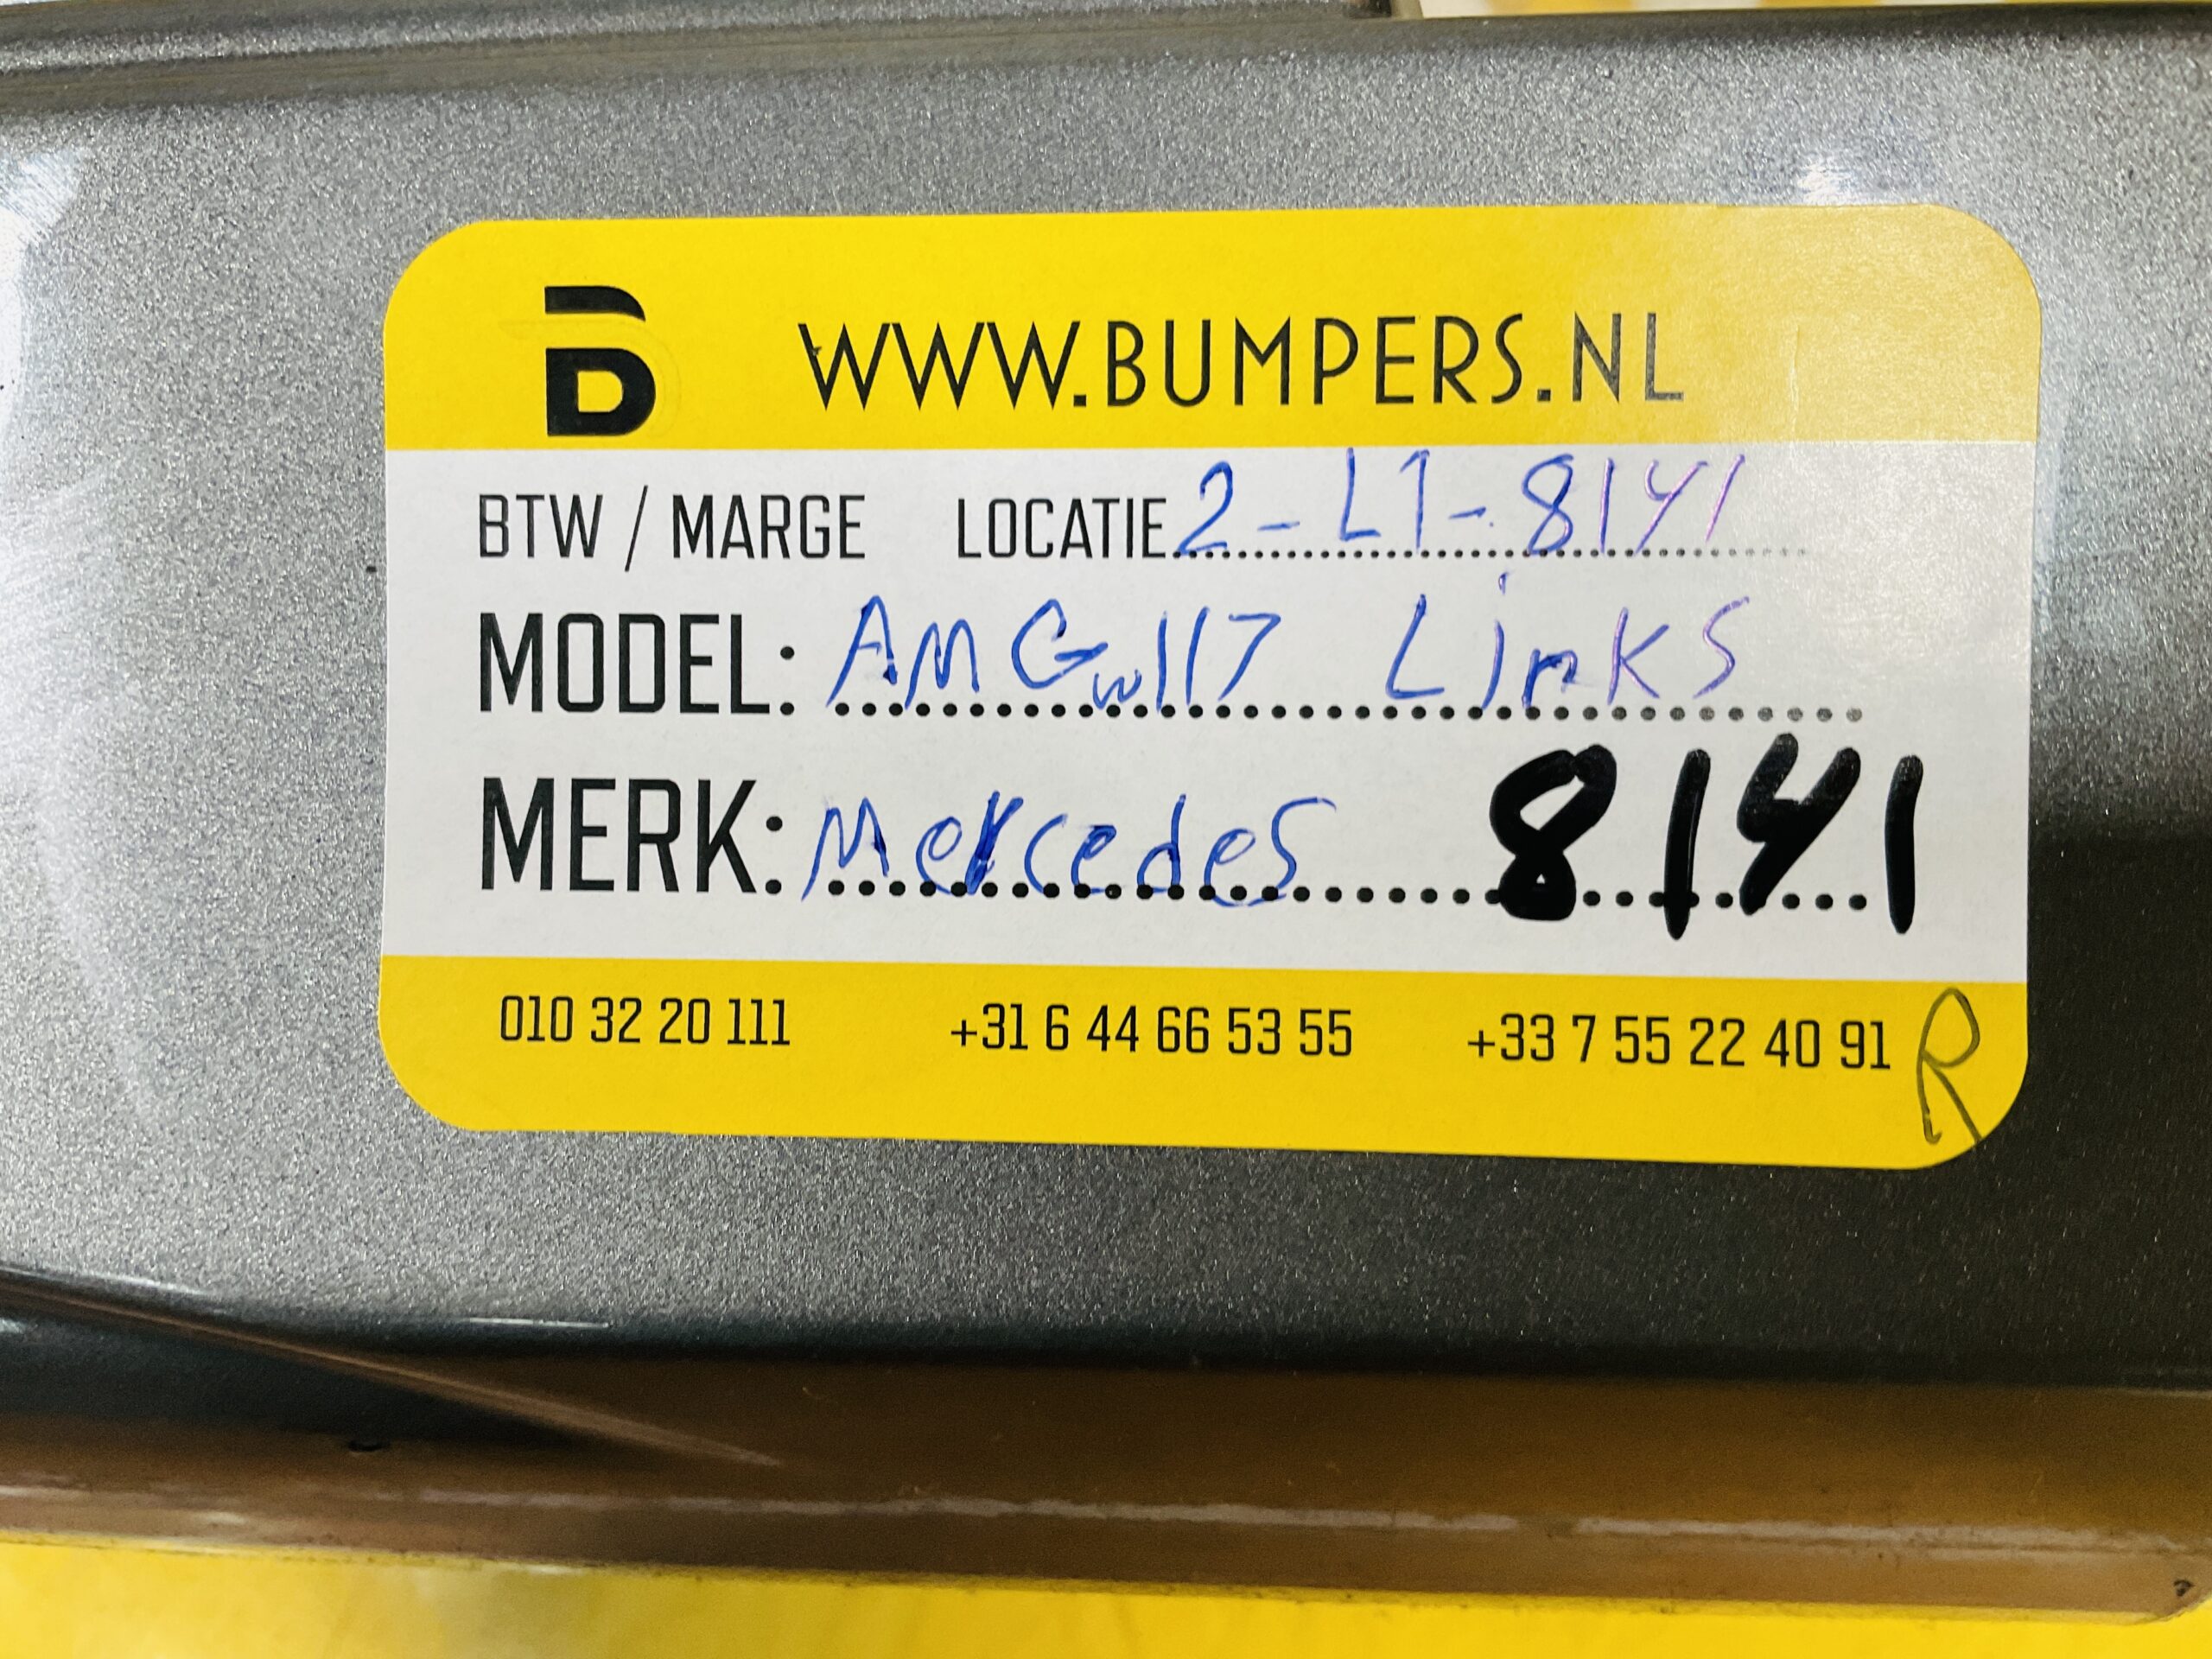 B WWW.BUMPERS.NL
BTW / MARGE LOCATIE 2-L1-8141
MODEL: AMG W117 Links
MERK: Mercedes 8141
010 32 20 111 +31 6 44 66 53 55 +33 7 55 22 40 91 R